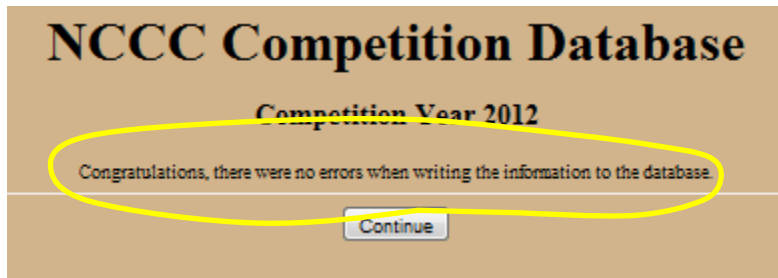 NCCC Competition Database
Competition Year 2012
Congratulations, there were no errors when writing the information to the database.
Continue